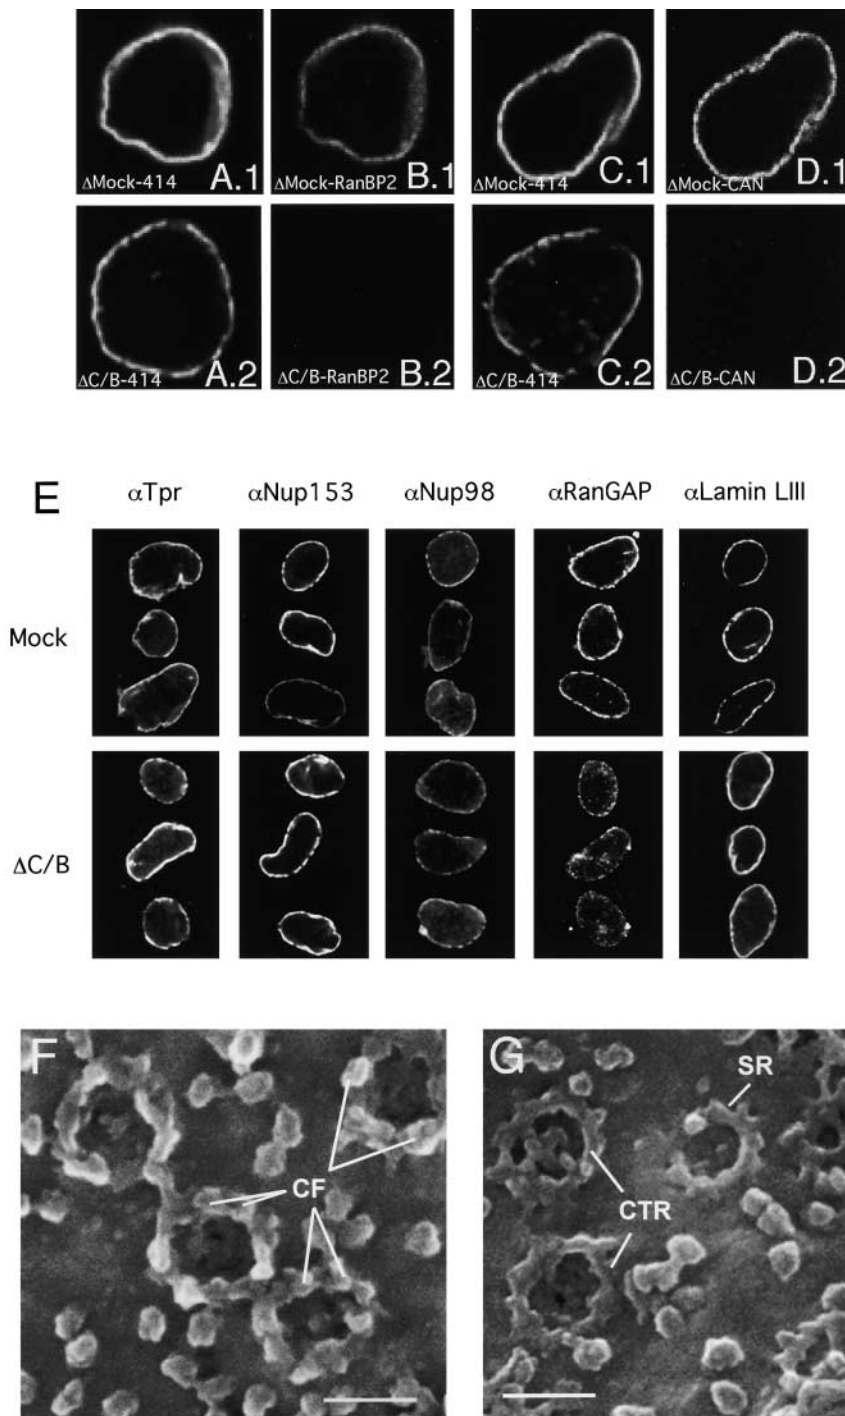 ΔMock-414 A.1
ΔMock-RanBP2 B.1
ΔMock-414 C.1
ΔMock-CAN D.1
ΔC/B-414 A.2
ΔC/B-RanBP2 B.2
ΔC/B-414 C.2
ΔC/B-CAN D.2
E
αTpr αNup153 αNup98 αRanGAP αLamin LIII
Mock
ΔC/B
F
CF
G
SR
CTR